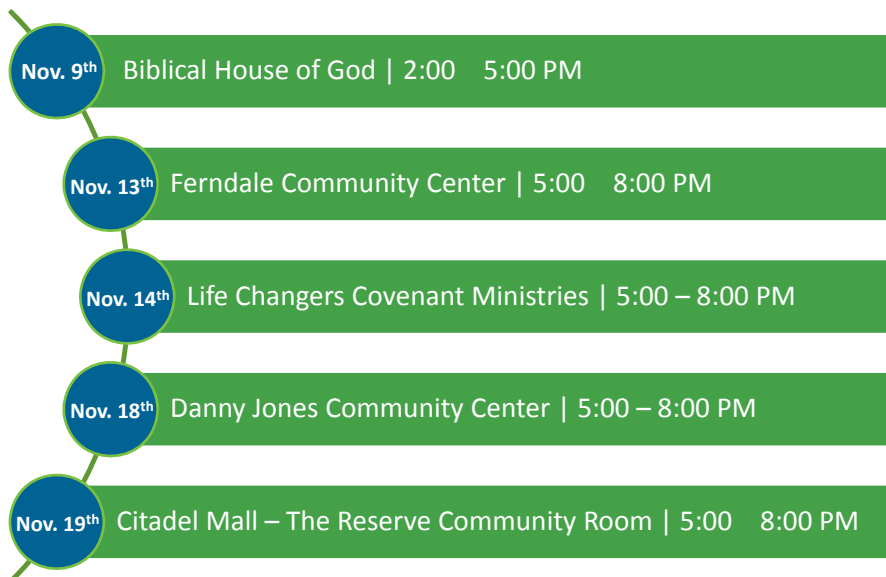 Nov. 9th Biblical House of God | 2:00 5:00 PM
Nov. 13th Ferndale Community Center | 5:00 8:00 PM
Nov. 14th Life Changers Covenant Ministries | 5:00 – 8:00 PM
Nov. 18th Danny Jones Community Center | 5:00 – 8:00 PM
Nov. 19th Citadel Mall – The Reserve Community Room | 5:00 8:00 PM